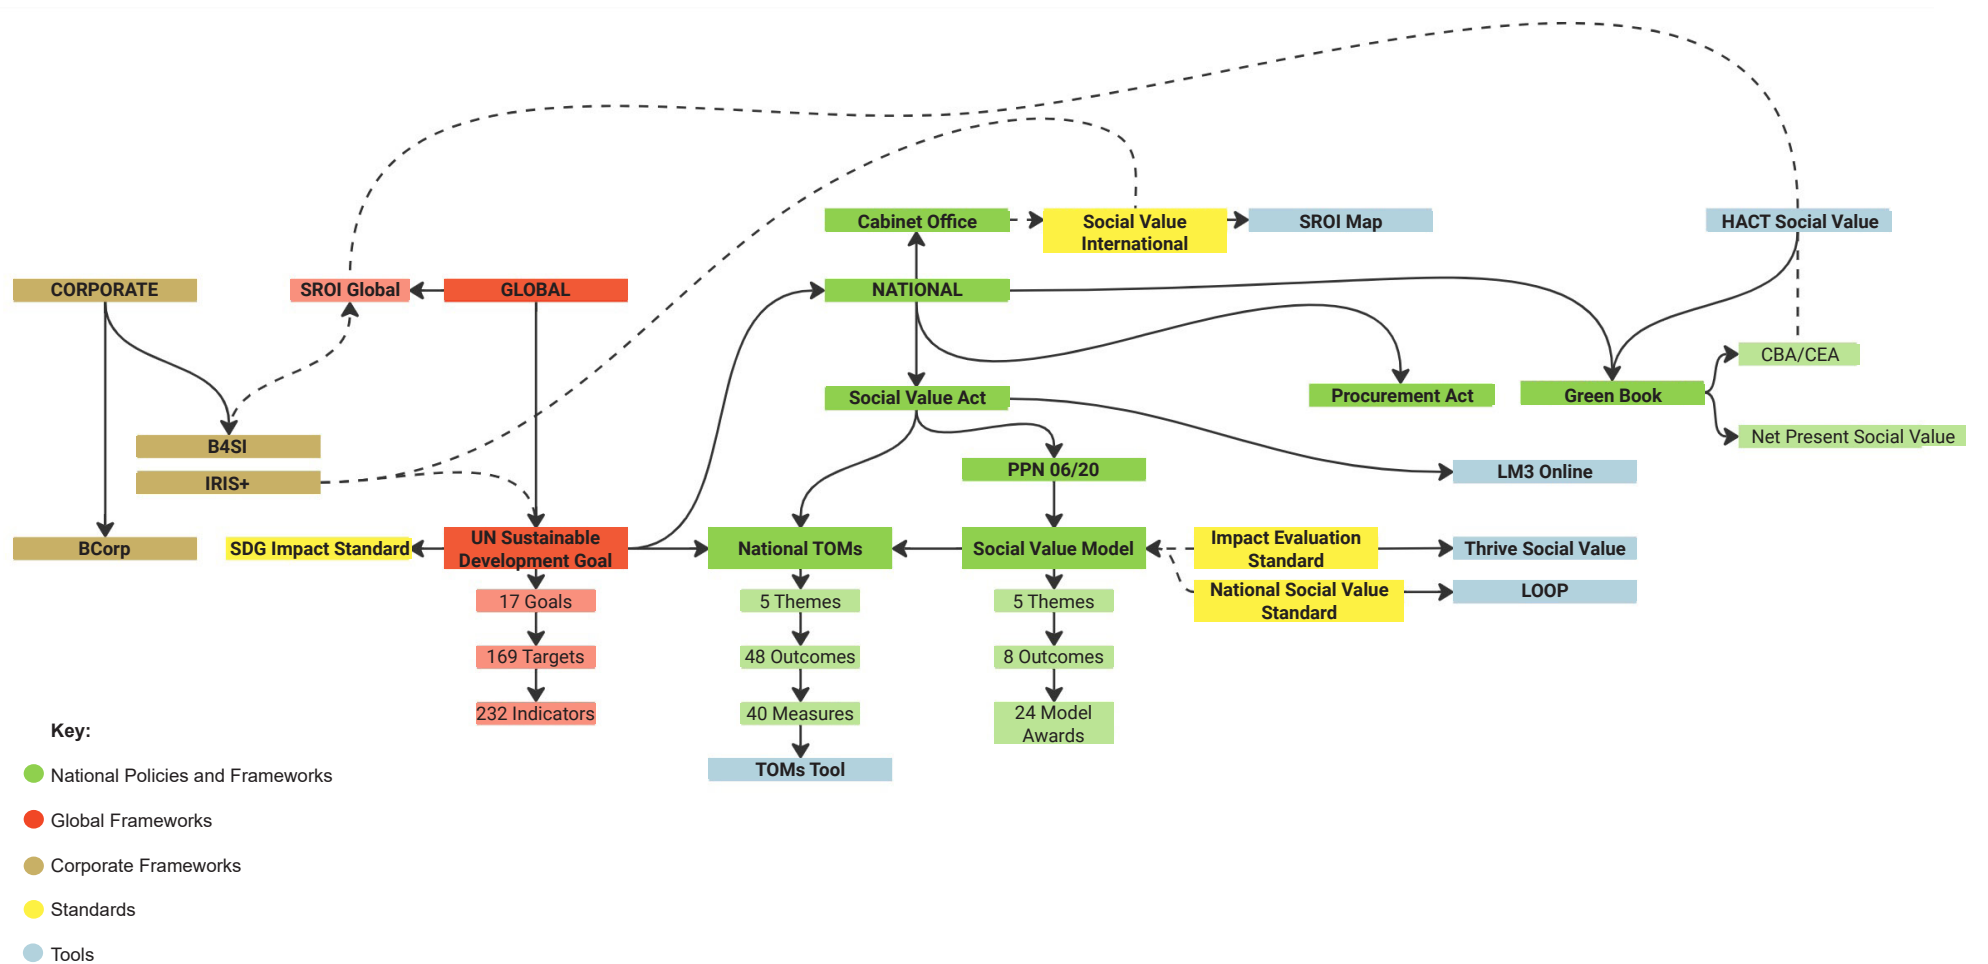 Cabinet Office
Social Value
International
SROI Map
HACT Social Value
CORPORATE
SROI Global
GLOBAL
NATIONAL
CBA/CEA
Social Value Act
Procurement Act
Green Book
Net Present Social Value
B4SI
IRIS+
PPN 06/20
LM3 Online
BCorp
SDG Impact Standard
UN Sustainable
Development Goal
National TOMs
Social Value Model
Impact Evaluation
Standard
Thrive Social Value
National Social Value
Standard
LOOP
17 Goals
5 Themes
5 Themes
169 Targets
48 Outcomes
8 Outcomes
232 Indicators
40 Measures
24 Model
Awards
TOMs Tool
Key:
National Policies and Frameworks
Global Frameworks
Corporate Frameworks
Standards
Tools